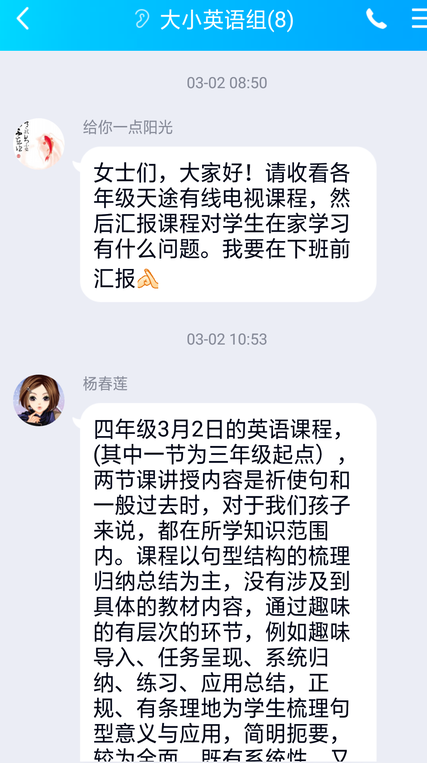 大小英语组(8)
03-02 08:50
给你一点阳光
女士们，大家好！请收看各
年级天途有线电视课程，然
后汇报课程对学生在家学习
有什么问题。我要在下班前
汇报
03-02 10:53
杨春莲
四年级3月2日的英语课程，
(其中一节为三年级起点），
两节课讲授内容是祈使句和
一般过去时，对于我们孩子
来说，都在所学知识范围
内。课程以句型结构的梳理
归纳总结为主，没有涉及到
具体的教材内容，通过趣味
的有层次的环节，例如趣味
导入、任务呈现、系统归
纳、练习、应用总结，正
规、有条理地为学生梳理句
型意义与应用，简明扼要，
较为全面，既有系统性，又